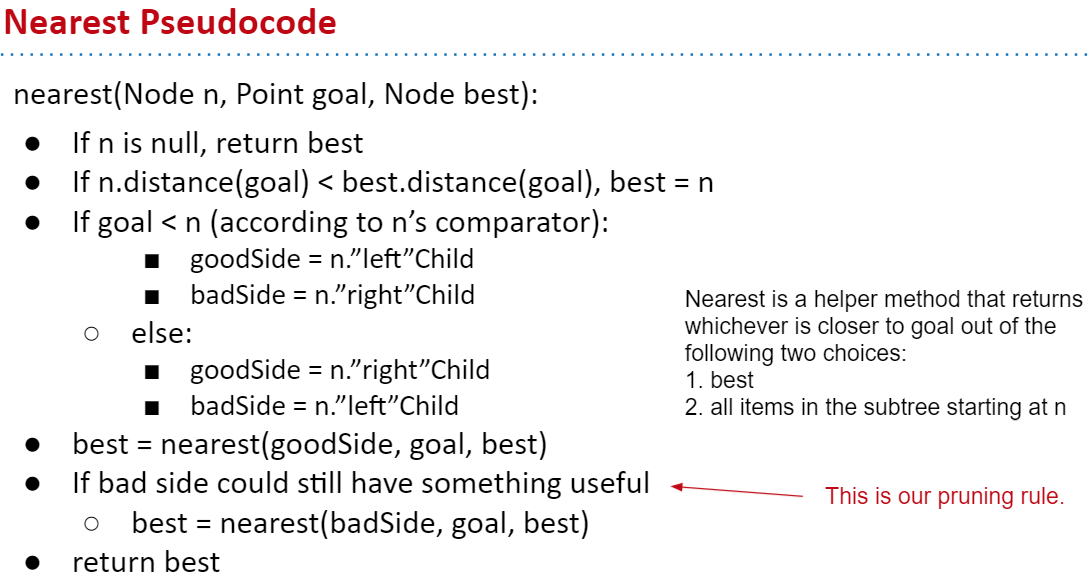 Nearest Pseudocode
nearest(Node n, Point goal, Node best):
● If n is null, return best
● If n.distance(goal) < best.distance(goal), best = n
● If goal < n (according to n’s comparator):
■ goodSide = n.”left”Child
■ badSide = n.”right”Child
○ else:
■ goodSide = n.”right”Child
■ badSide = n.”left”Child
● best = nearest(goodSide, goal, best)
● If bad side could still have something useful
○ best = nearest(badSide, goal, best)
● return best
Nearest is a helper method that returns
whichever is closer to goal out of the
following two choices:
1. best
2. all items in the subtree starting at n
This is our pruning rule.